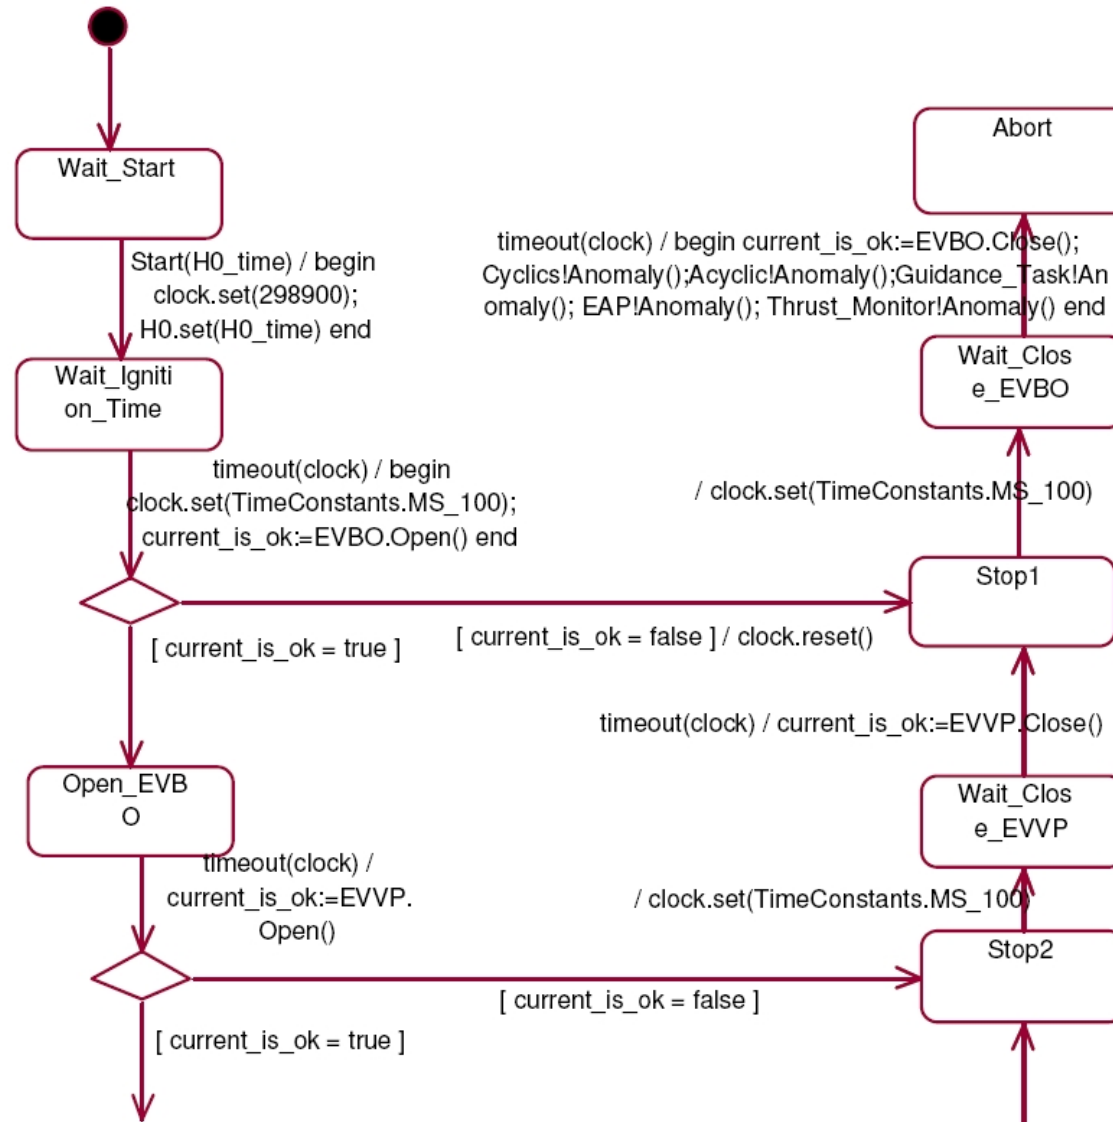 Wait_Start
Abort
Start(H0_time) / begin
clock.set(298900);
H0.set(H0_time) end
timeout(clock) / begin current_is_ok:=EVBO.Close();
Cyclics!Anomaly();Acyclic!Anomaly();Guidance_Task!An
omaly(); EAP!Anomaly(); Thrust_Monitor!Anomaly() end
Wait_Igniti
on_Time
Wait_Clos
e_EVBO
timeout(clock) / begin
clock.set(TimeConstants.MS_100);
current_is_ok:=EVBO.Open() end
/ clock.set(TimeConstants.MS_100)
Stop1
[ current_is_ok = true ]
[ current_is_ok = false ] / clock.reset()
timeout(clock) / current_is_ok:=EVVP.Close()
Open_EVB
O
Wait_Clos
e_EVVP
timeout(clock) /
current_is_ok:=EVVP.
Open()
/ clock.set(TimeConstants.MS_100)
Stop2
[ current_is_ok = false ]
[ current_is_ok = true ]